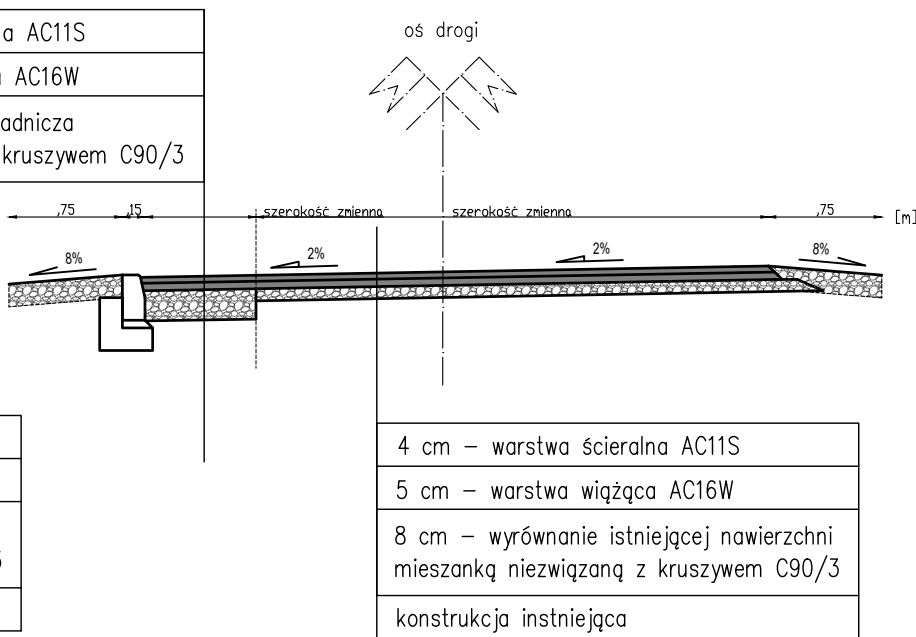 a AC11S
AC16W
kruszywem C90/3
oś drogi
,75
,15
szerokość zmienna
szerokość zmienna
,75
[m]
8%
2%
2%
8%
4 cm – warstwa ścieralna AC11S
5 cm – warstwa wiążąca AC16W
8 cm – wyrównanie istniejącej nawierzchni
mieszanką niezwiązaną z kruszywem C90/3
konstrukcja instniejąca